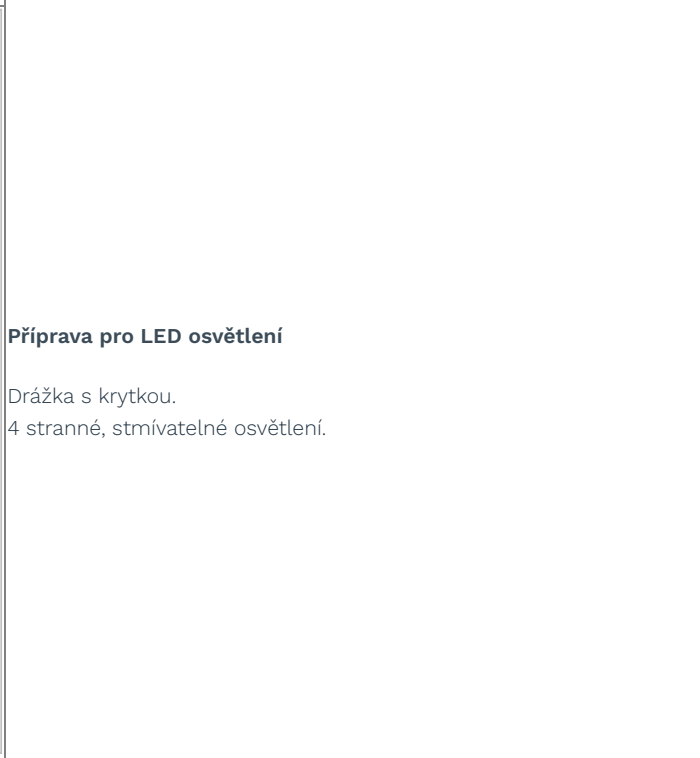 Příprava pro LED osvětlení
Drážka s krytkou.
4 stranné, stmívatelné osvětlení.